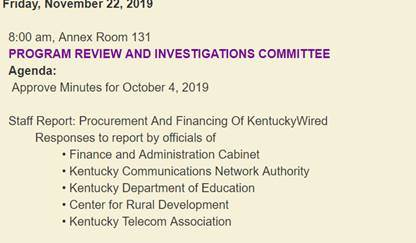 Friday, November 22, 2019
8:00 am, Annex Room 131
PROGRAM REVIEW AND INVESTIGATIONS COMMITTEE
Agenda:
Approve Minutes for October 4, 2019
Staff Report: Procurement And Financing Of KentuckyWired
Responses to report by officials of
• Finance and Administration Cabinet
• Kentucky Communications Network Authority
• Kentucky Department of Education
• Center for Rural Development
• Kentucky Telecom Association